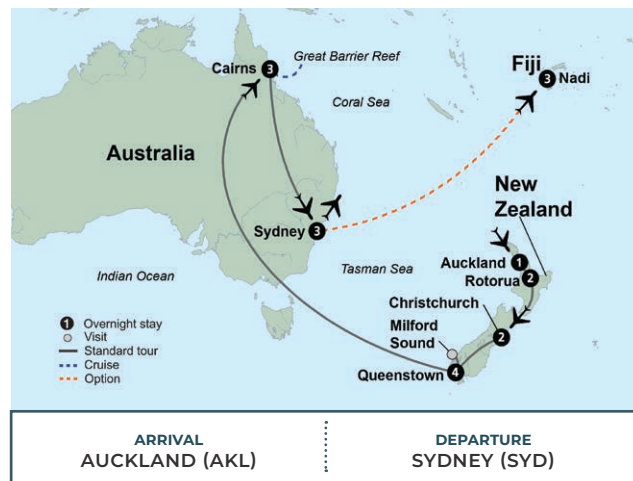 Great Barrier Reef
Cairns 3
Coral Sea
Fiji
3 Nadi
Australia
New
Zealand
Sydney 3
Auckland 1
Rotorua 2
Indian Ocean
Tasman Sea
Christchurch
2
Milford
Sound
Queenstown 4
1 Overnight stay
Visit
Standard tour
Cruise
Option
ARRIVAL
AUCKLAND (AKL)
DEPARTURE
SYDNEY (SYD)